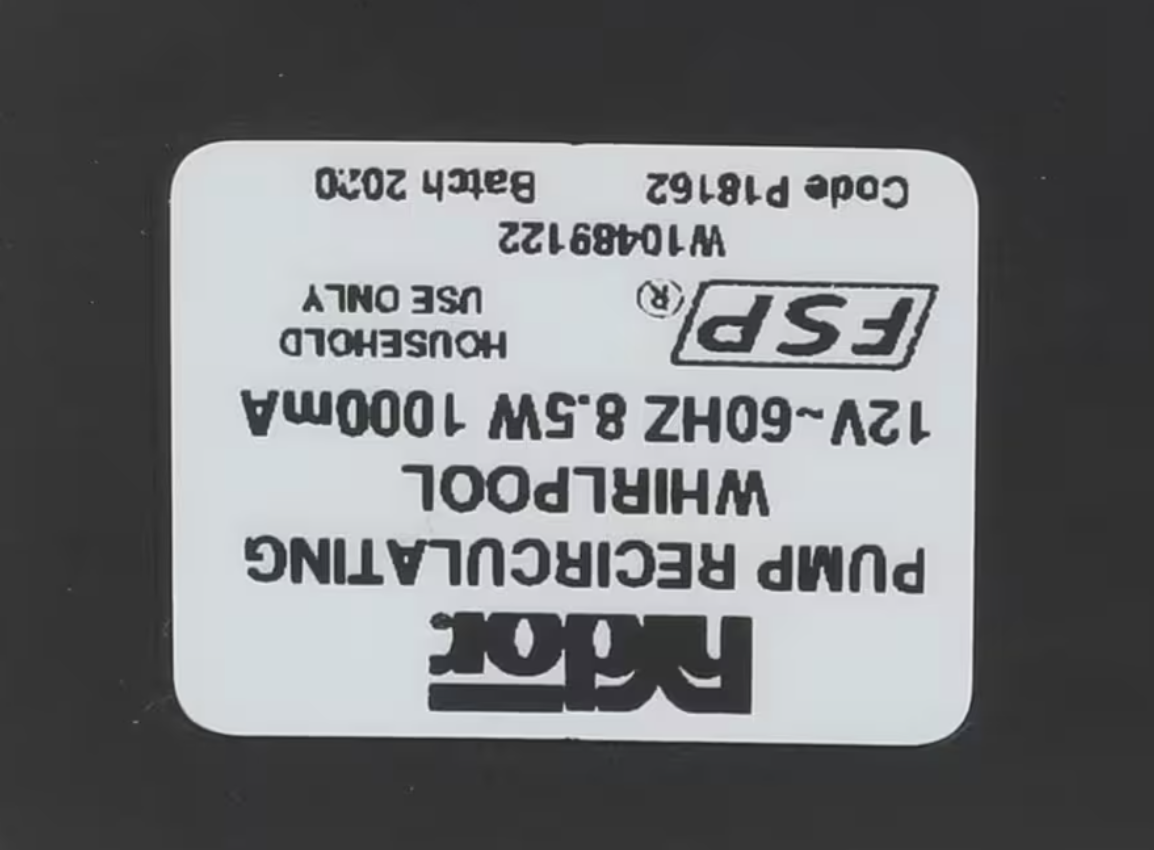 PUMP RECIRCULATING
WHIRLPOOL
12V~60HZ 8.5W 1000mA
FSP® HOUSEHOLD
USE ONLY
W10489122
Code P18162 Batch 2020